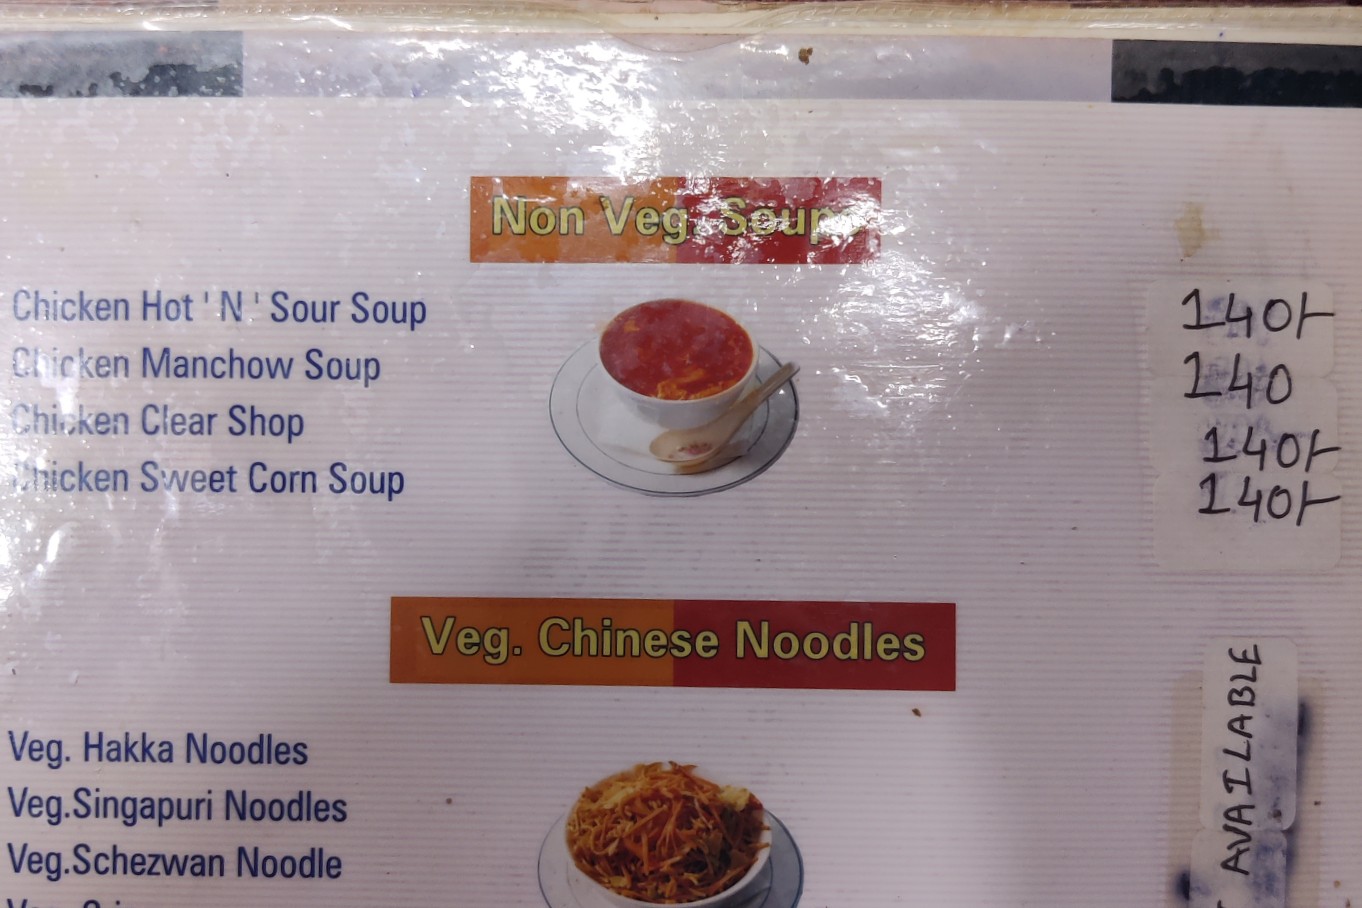 Non Veg. Soups
Chicken Hot ' N ' Sour Soup 140/-
Chicken Manchow Soup 140
Chicken Clear Shop 140/-
Chicken Sweet Corn Soup 140/-
Veg. Chinese Noodles
AVAILABLE
Veg. Hakka Noodles
Veg.Singapuri Noodles
Veg.Schezwan Noodle